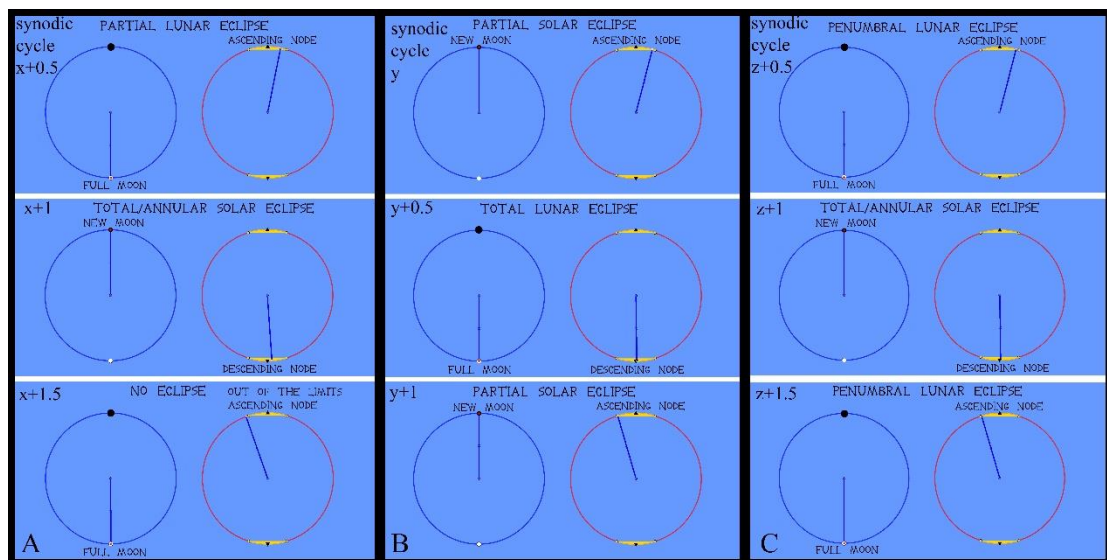 synodic
cycle
x+0.5
PARTIAL LUNAR ECLIPSE
ASCENDING NODE
FULL MOON
x+1
TOTAL/ANNULAR SOLAR ECLIPSE
NEW MOON
DESCENDING NODE
x+1.5
NO ECLIPSE
OUT OF THE LIMITS
ASCENDING NODE
FULL MOON
A
synodic
cycle
y
PARTIAL SOLAR ECLIPSE
NEW MOON
ASCENDING NODE
y+0.5
TOTAL LUNAR ECLIPSE
FULL MOON
DESCENDING NODE
y+1
PARTIAL SOLAR ECLIPSE
NEW MOON
ASCENDING NODE
B
synodic
cycle
z+0.5
PENUMBRAL LUNAR ECLIPSE
ASCENDING NODE
FULL MOON
z+1
TOTAL/ANNULAR SOLAR ECLIPSE
NEW MOON
DESCENDING NODE
z+1.5
PENUMBRAL LUNAR ECLIPSE
ASCENDING NODE
FULL MOON
C